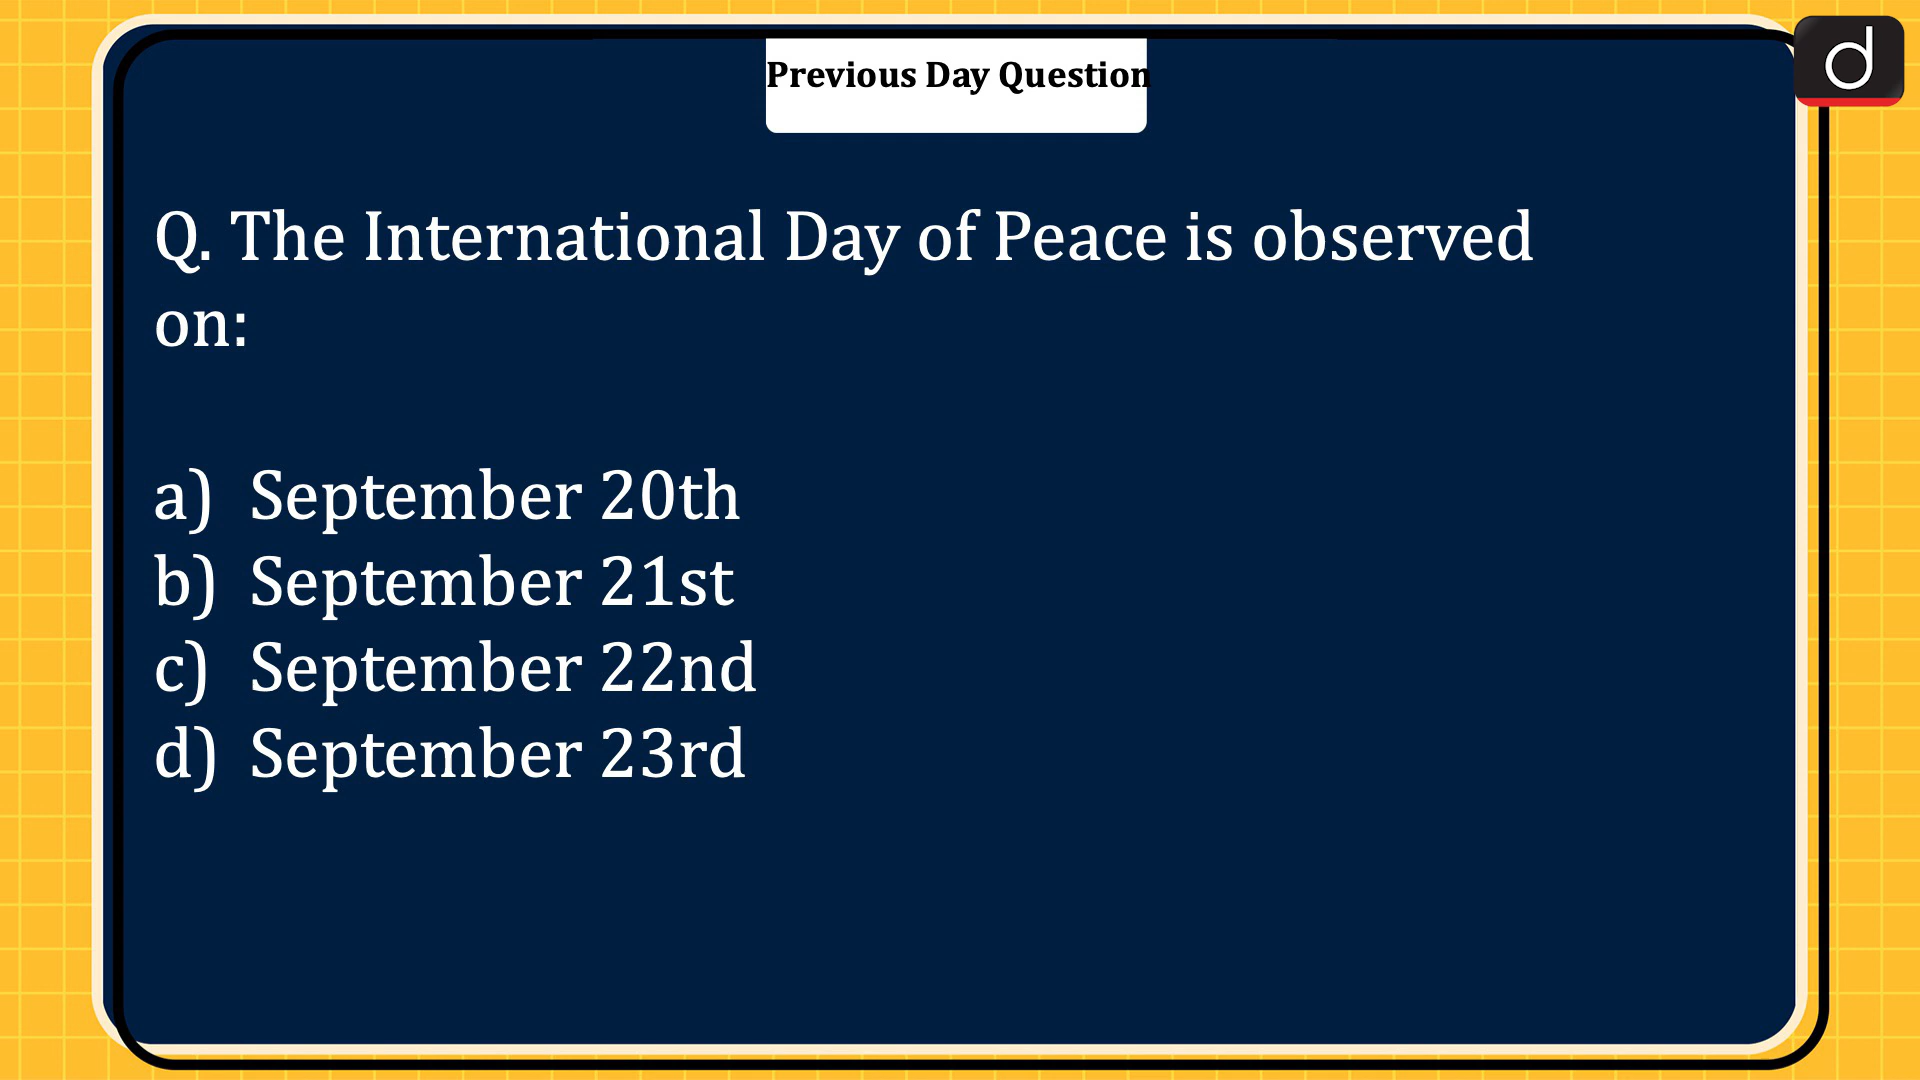 Previous Day Question
d
Q. The International Day of Peace is observed
on:
a) September 20th
b) September 21st
c) September 22nd
d) September 23rd